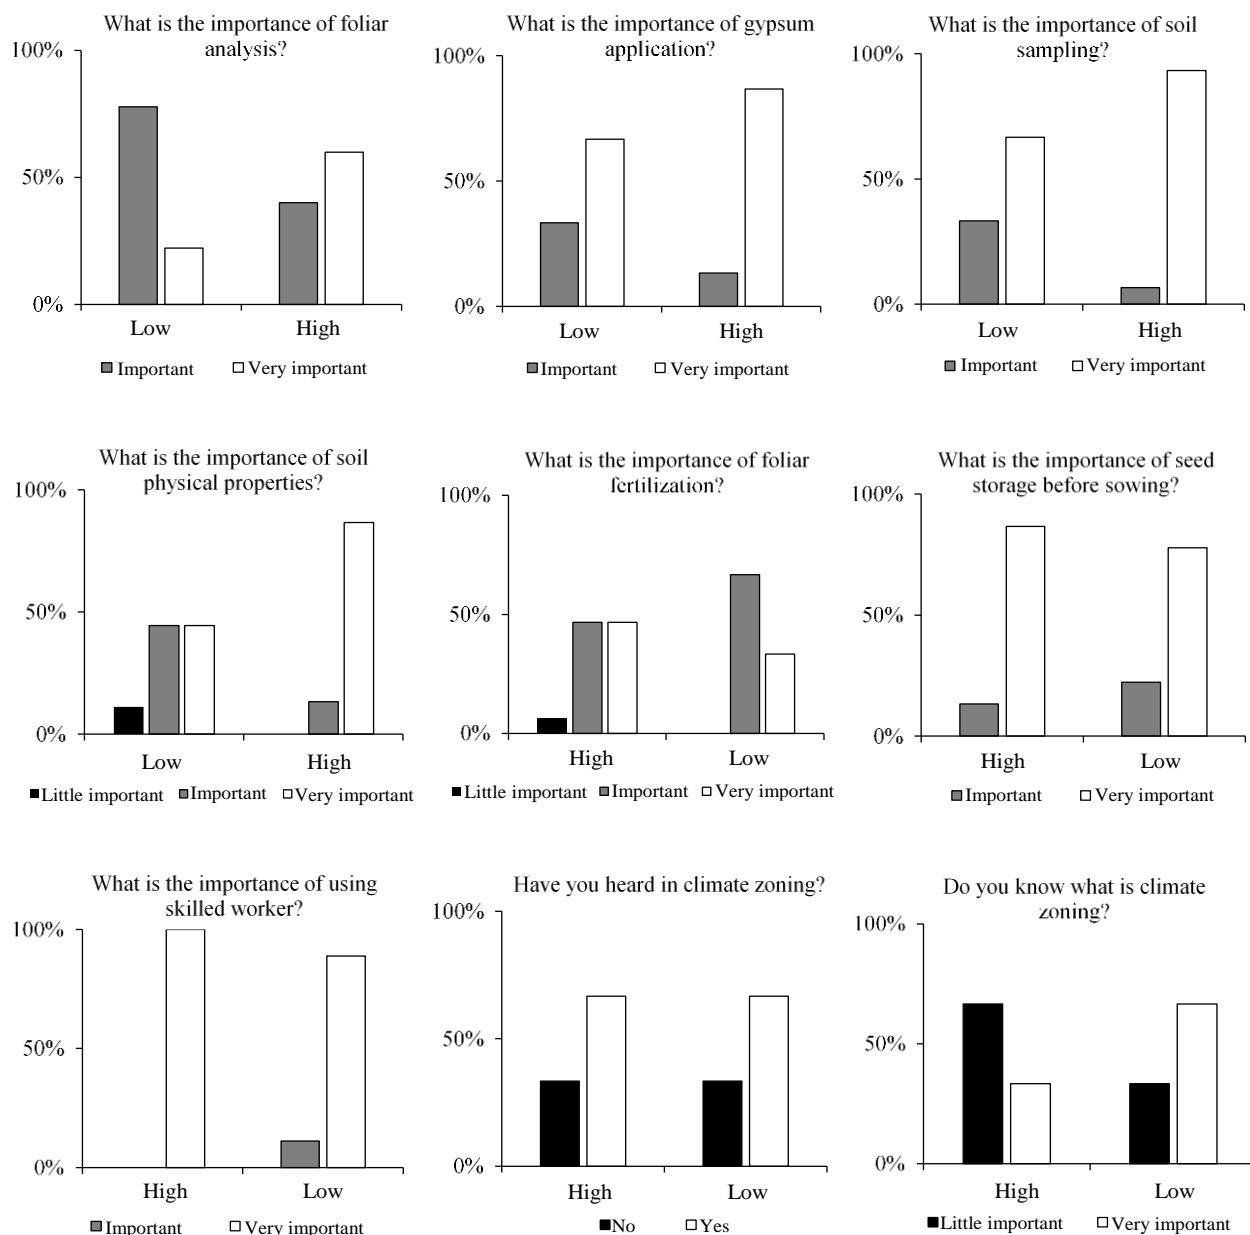 What is the importance of foliar
analysis?
100%
50%
0%
Low High
Important Very important
What is the importance of gypsum
application?
100%
50%
0%
Low High
Important Very important
What is the importance of soil
sampling?
100%
50%
0%
Low High
Important Very important
What is the importance of soil
physical properties?
100%
50%
0%
Low High
Little important Important Very important
What is the importance of foliar
fertilization?
100%
50%
0%
High Low
Little important Important Very important
What is the importance of seed
storage before sowing?
100%
50%
0%
High Low
Important Very important
What is the importance of using
skilled worker?
100%
50%
0%
High Low
Important Very important
Have you heard in climate zoning?
100%
50%
0%
High Low
No Yes
Do you know what is climate
zoning?
100%
50%
0%
High Low
Little important Very important